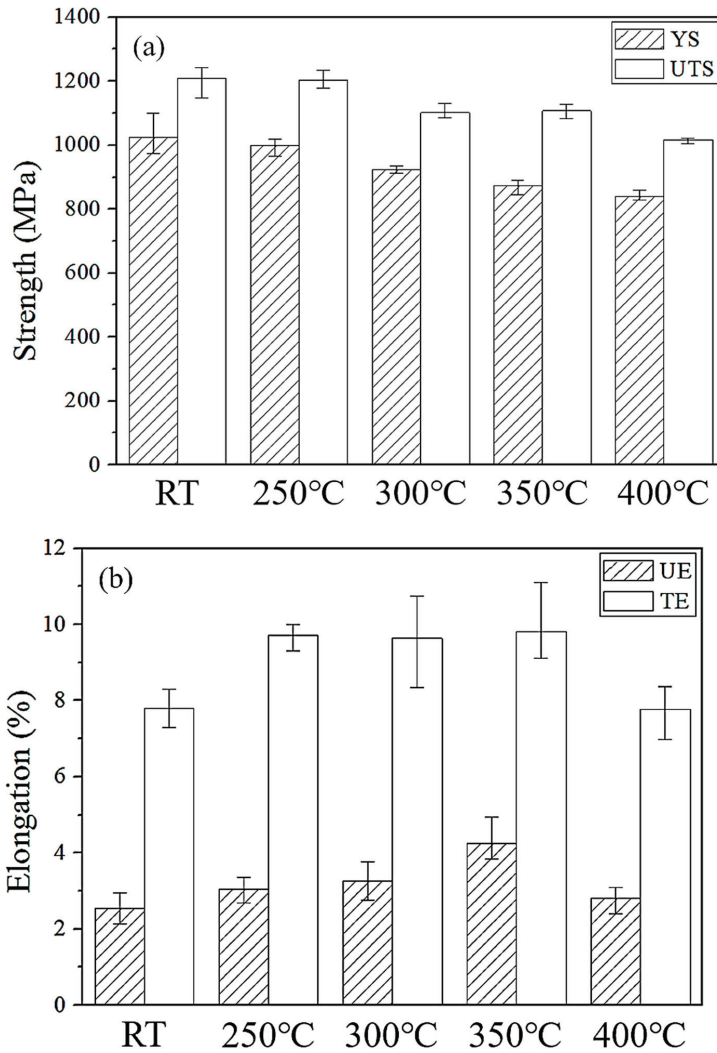 1400
(a)
YS
UTS
1200
1000
800
600
400
200
0
Strength (MPa)
RT 250℃ 300℃ 350℃ 400℃
12
(b)
UE
TE
10
8
6
4
2
0
Elongation (%)
RT 250℃ 300℃ 350℃ 400℃